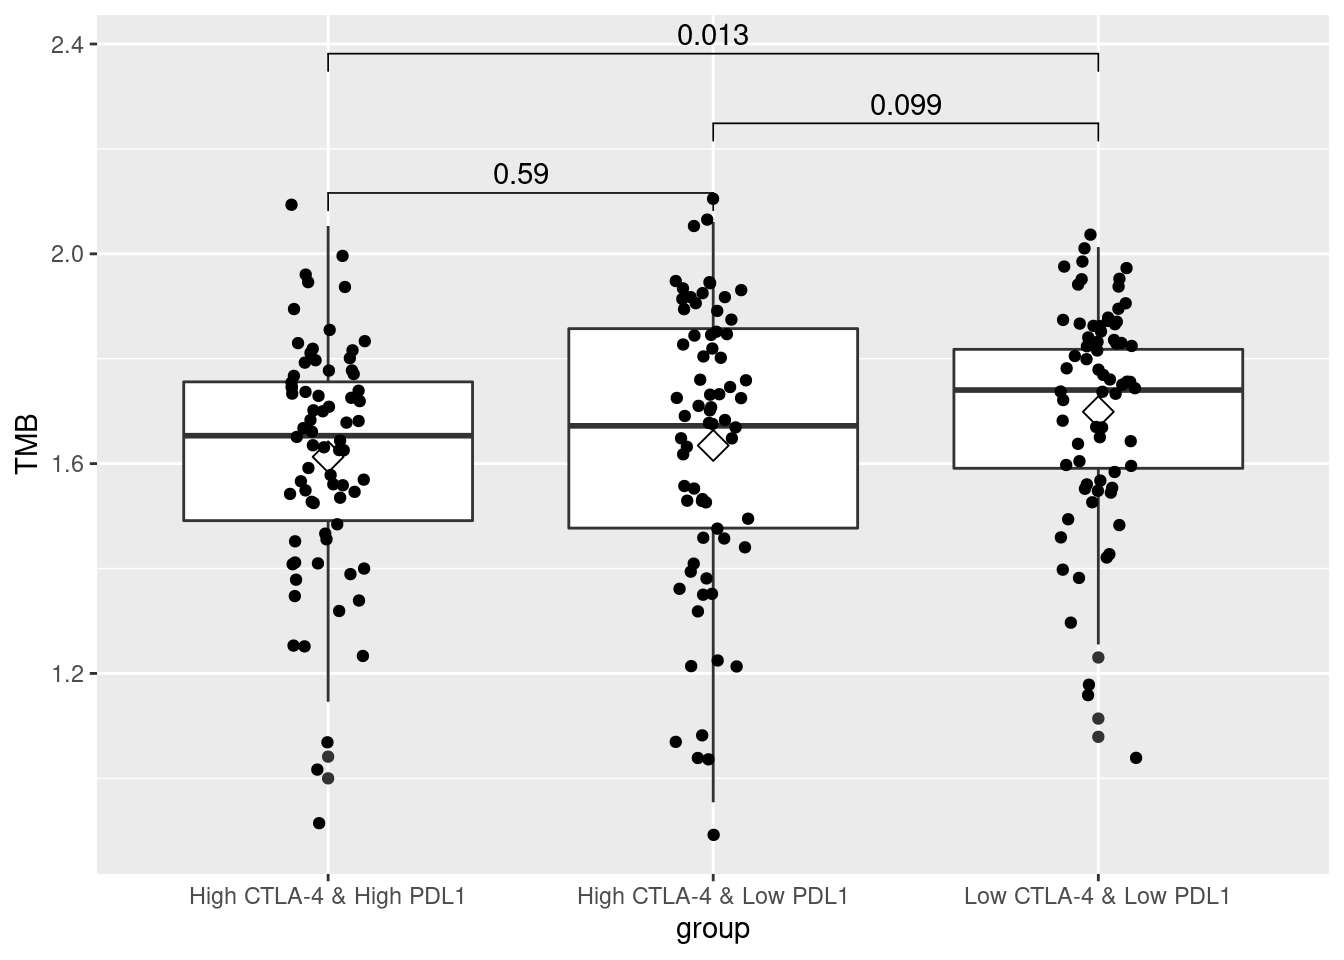 0.013
2.4
0.099
0.59
2.0
TMB
1.6
1.2
High CTLA-4 & High PDL1
High CTLA-4 & Low PDL1
Low CTLA-4 & Low PDL1
group